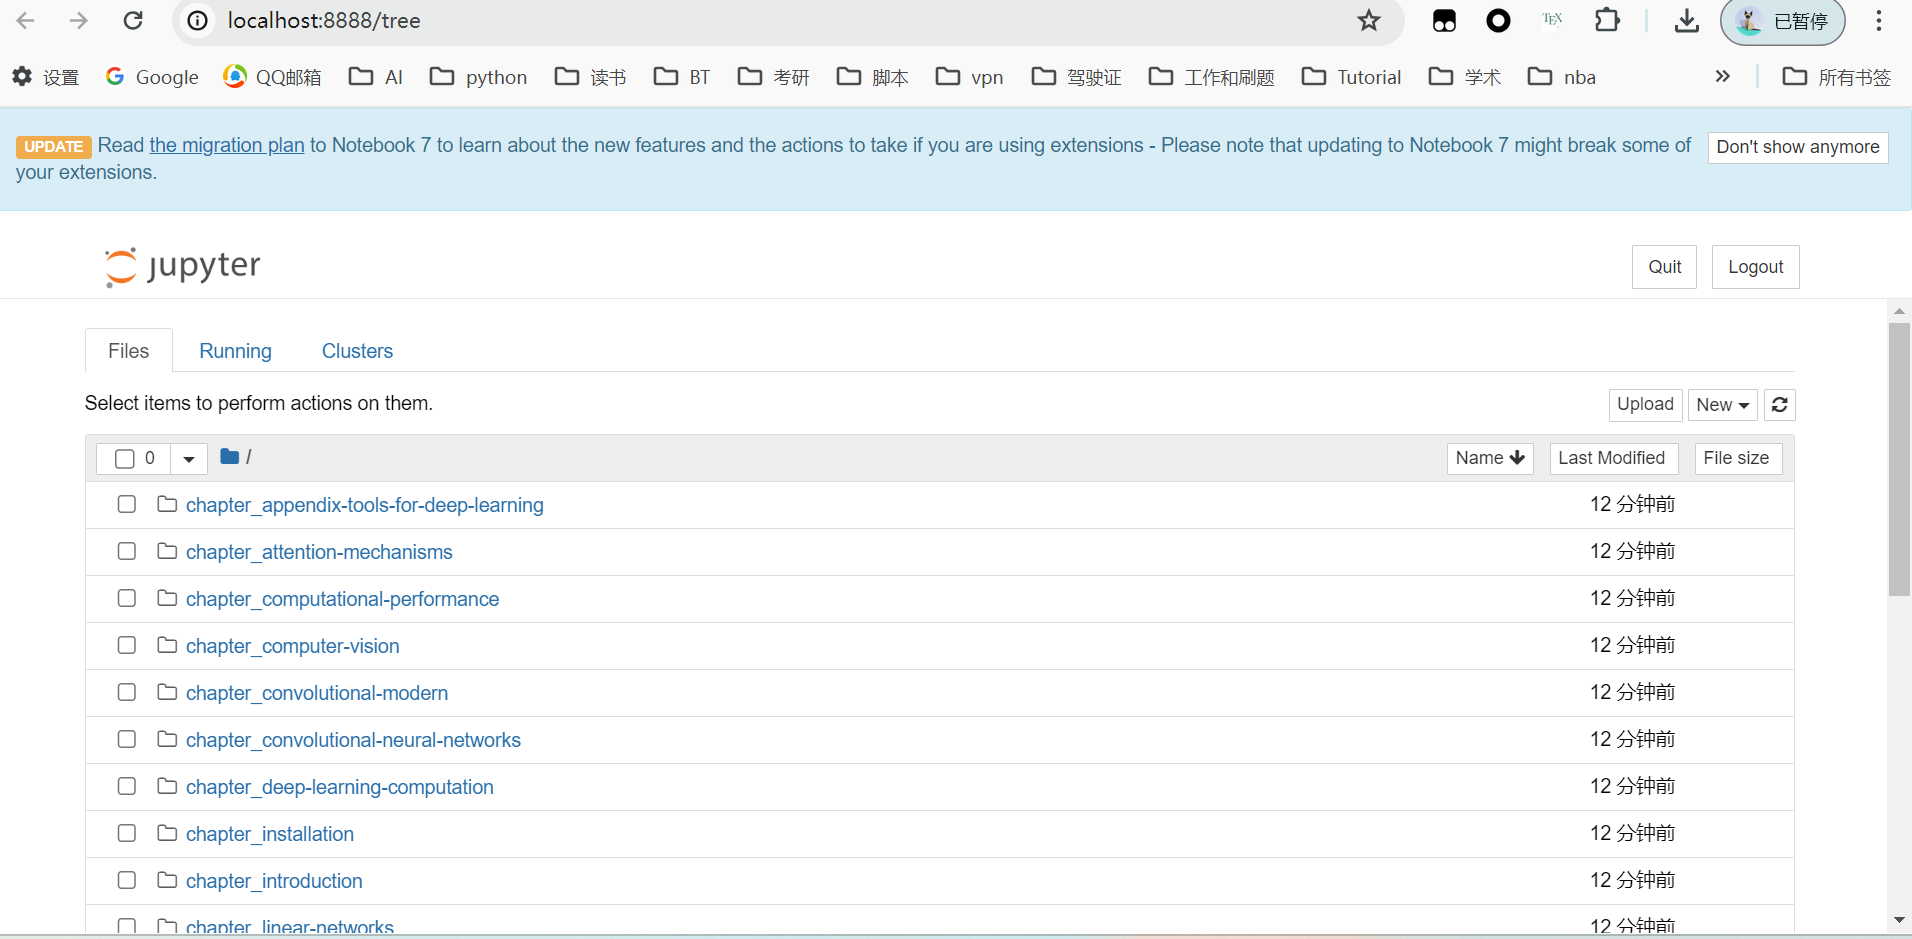 localhost:8888/tree
TEX
已暂停
设置 Google QQ邮箱 AI python 读书 BT 考研 脚本 vpn 驾驶证 工作和刷题 Tutorial 学术 nba » 所有书签
UPDATE Read the migration plan to Notebook 7 to learn about the new features and the actions to take if you are using extensions - Please note that updating to Notebook 7 might break some of
your extensions.
Don't show anymore
jupyter
Quit Logout
Files Running Clusters
Select items to perform actions on them.
Upload New
0 / Name Last Modified File size
chapter_appendix-tools-for-deep-learning 12 分钟前
chapter_attention-mechanisms 12 分钟前
chapter_computational-performance 12 分钟前
chapter_computer-vision 12 分钟前
chapter_convolutional-modern 12 分钟前
chapter_convolutional-neural-networks 12 分钟前
chapter_deep-learning-computation 12 分钟前
chapter_installation 12 分钟前
chapter_introduction 12 分钟前
chapter_linear-networks 12 分钟前